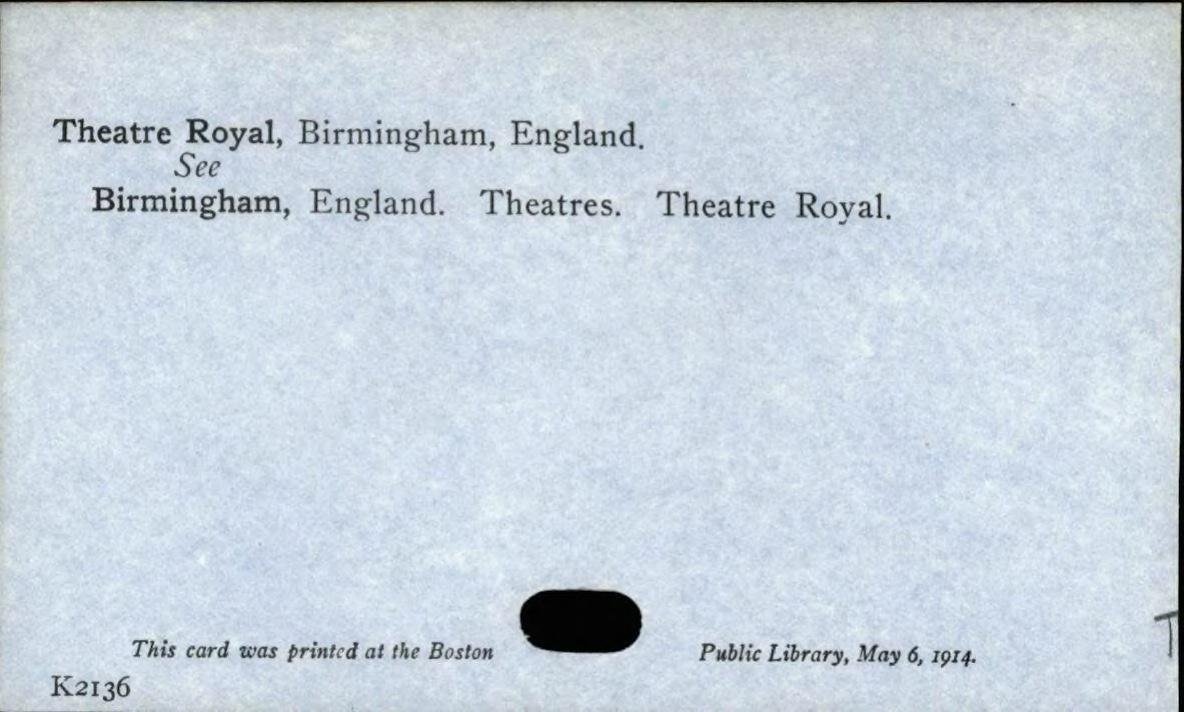 Theatre Royal, Birmingham, England.
See
Birmingham, England. Theatres. Theatre Royal.
This card was printed at the Boston Public Library, May 6, 1914.
K2136
T